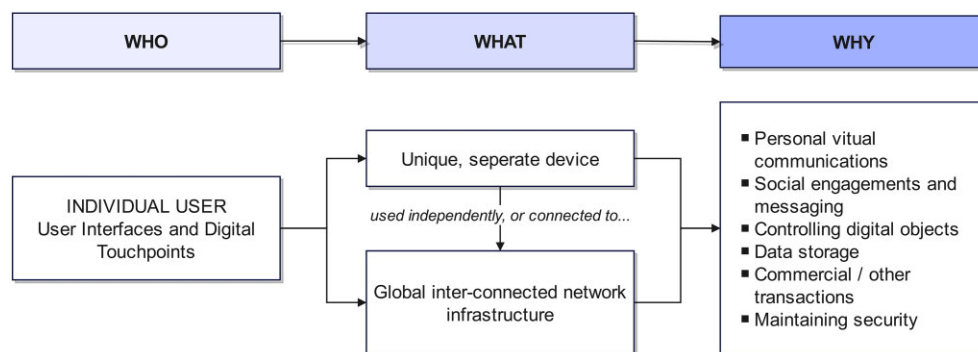 WHO
WHAT
WHY
INDIVIDUAL USER
User Interfaces and Digital
Touchpoints
Unique, seperate device
used independently, or connected to...
Global inter-connected network
infrastructure
▪ Personal vitual
communications
▪ Social engagements and
messaging
▪ Controlling digital objects
▪ Data storage
▪ Commercial / other
transactions
▪ Maintaining security